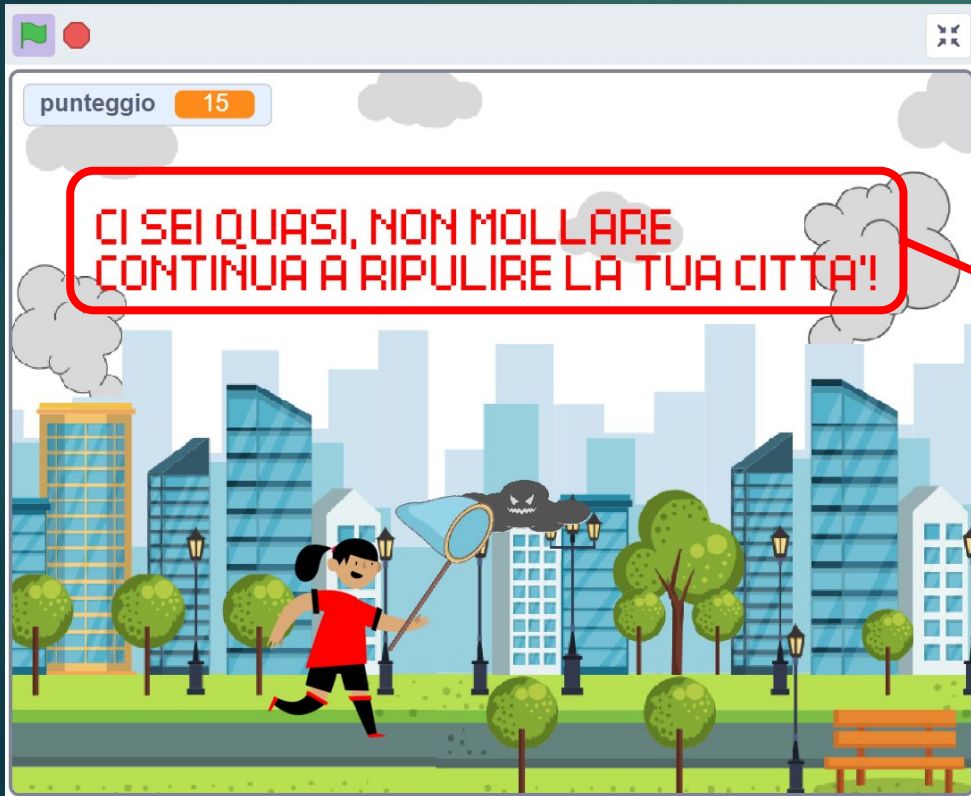 punteggio 15
CI SEI QUASI, NON MOLLARE
CONTINUA A RIPULIRE LA TUA CITTA'!